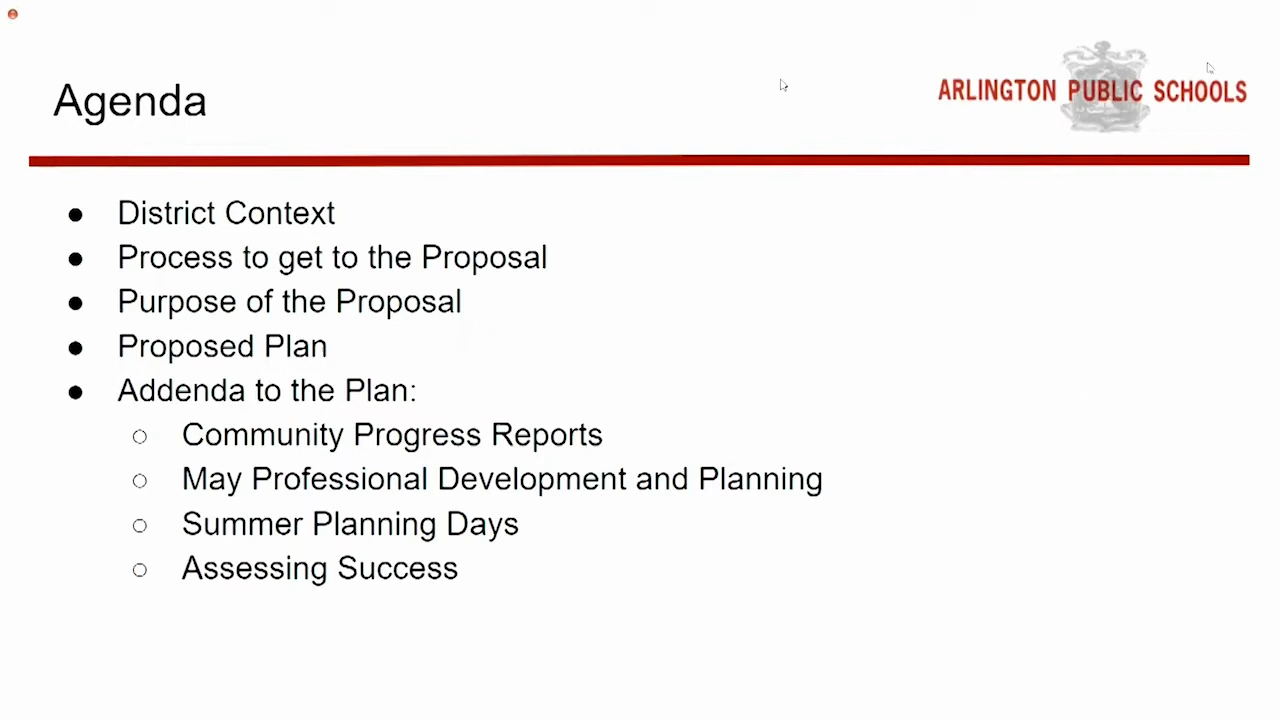 Agenda
ARLINGTON PUBLIC SCHOOLS
● District Context
● Process to get to the Proposal
● Purpose of the Proposal
● Proposed Plan
● Addenda to the Plan:
○ Community Progress Reports
○ May Professional Development and Planning
○ Summer Planning Days
○ Assessing Success